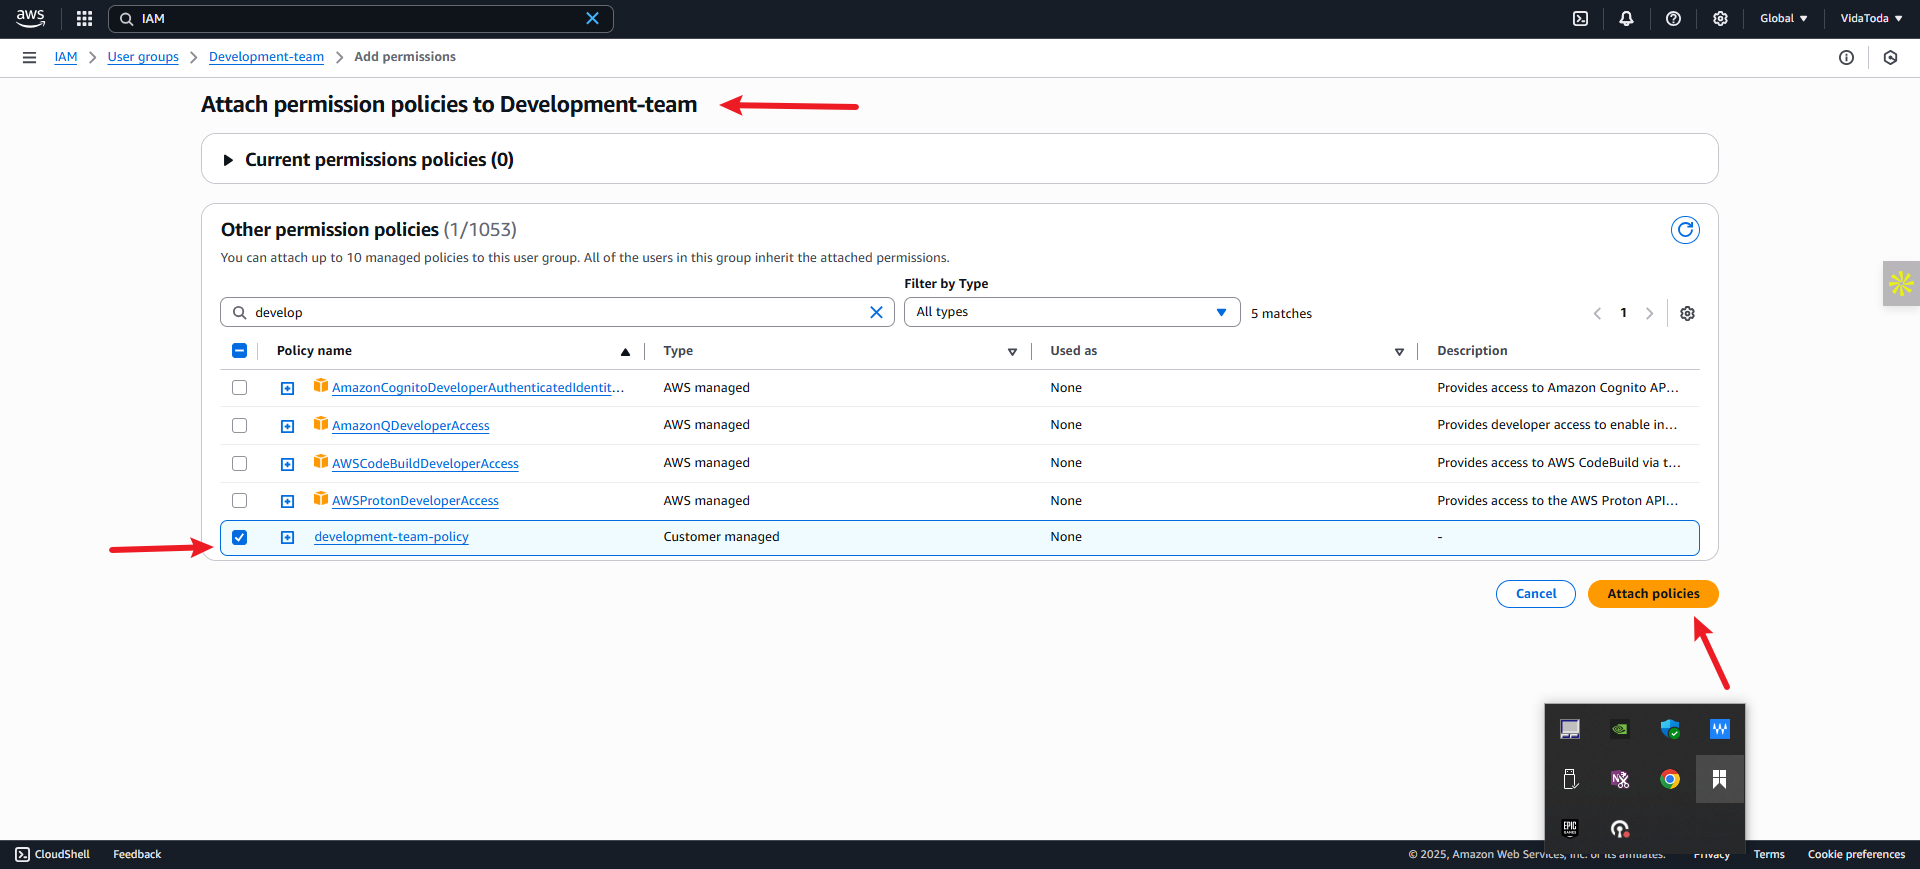 aws
IAM
Global
VidaToda
IAM
User groups
Development-team
Add permissions
Attach permission policies to Development-team
Current permissions policies (0)
Other permission policies (1/1053)
You can attach up to 10 managed policies to this user group. All of the users in this group inherit the attached permissions.
Filter by Type
develop
All types
5 matches
1
Policy name
Type
Used as
Description
AmazonCognitoDeveloperAuthenticatedIdentit...
AWS managed
None
Provides access to Amazon Cognito AP...
AmazonQDeveloperAccess
AWS managed
None
Provides developer access to enable in...
AWSCodeBuildDeveloperAccess
AWS managed
None
Provides access to AWS CodeBuild via t...
AWSProtonDeveloperAccess
AWS managed
None
Provides access to the AWS Proton API...
development-team-policy
Customer managed
None
-
Cancel
Attach policies
EPIC
GAMES
CloudShell
Feedback
© 2025, Amazon Web Services, Inc. or its affiliates.
Privacy
Terms
Cookie preferences